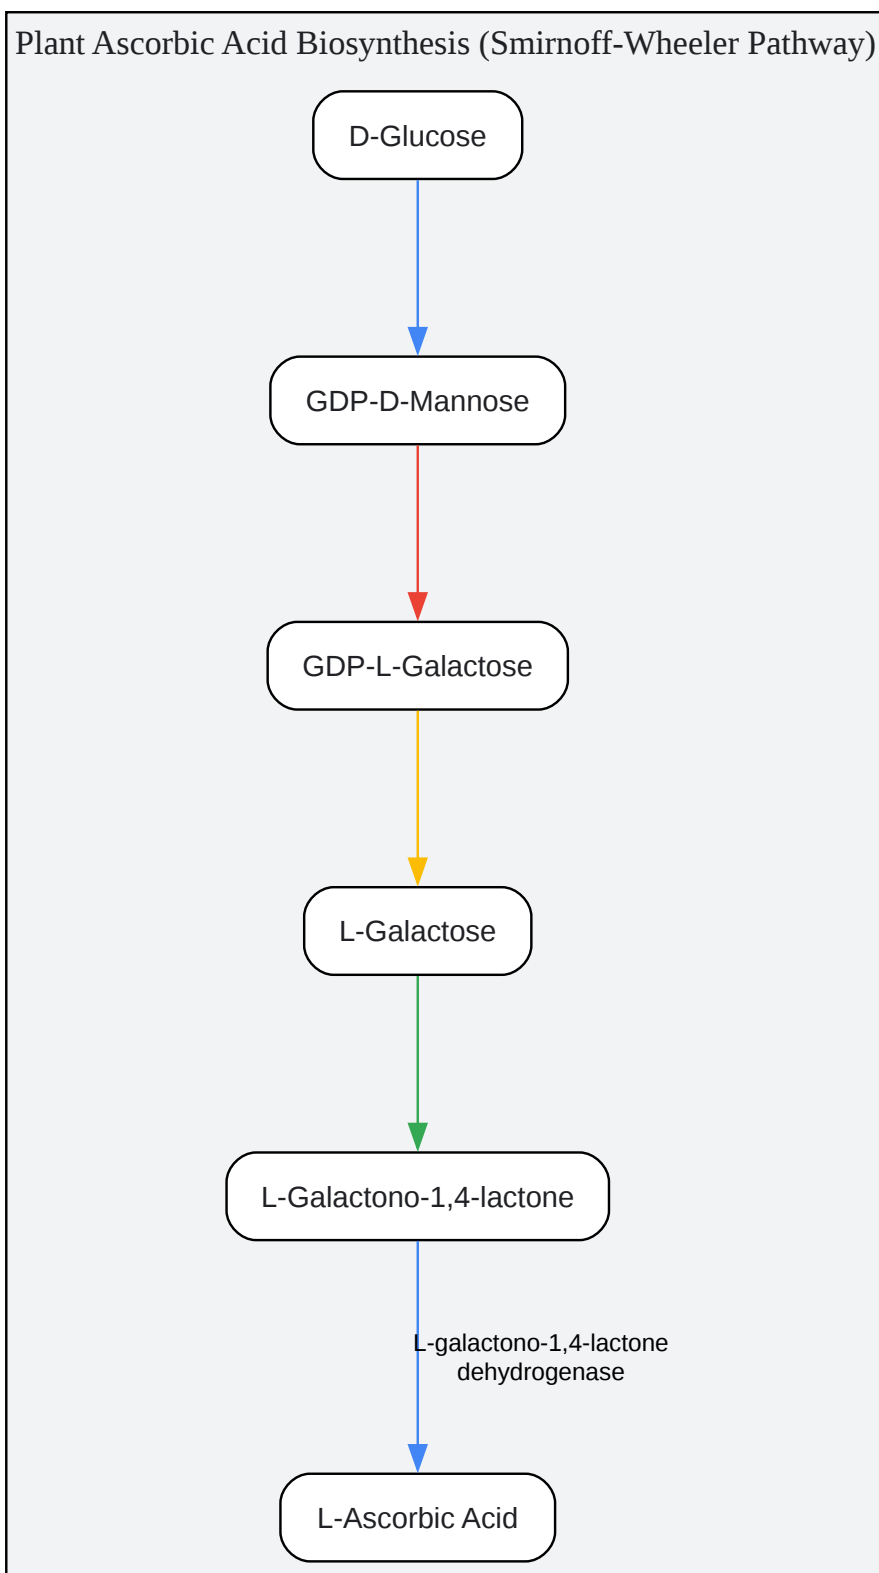 Plant Ascorbic Acid Biosynthesis (Smirnoff-Wheeler Pathway)
D-Glucose
GDP-D-Mannose
GDP-L-Galactose
L-Galactose
L-Galactono-1,4-lactone
L-galactono-1,4-lactone
dehydrogenase
L-Ascorbic Acid